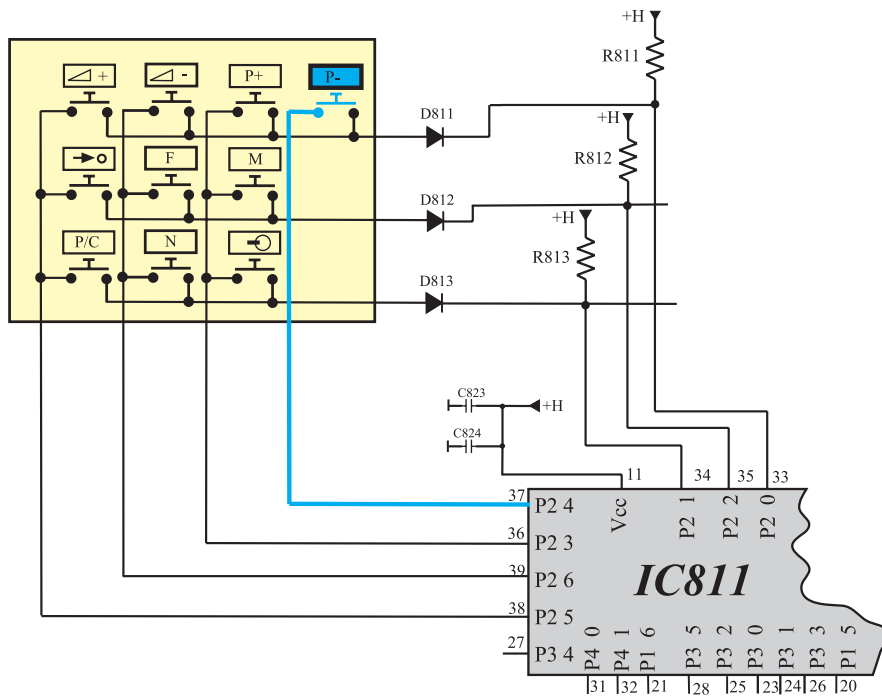 +H
R811
+
-
P+
P-
D811
+H
R812
F
M
D812
+H
R813
P/C
N
D813
C823
+H
C824
11
34
35
33
37
P2 4
Vcc
P2 1
P2 2
P2 0
36
P2 3
39
P2 6
IC811
38
P2 5
27
P3 4
P4 0
P4 1
P1 6
P3 5
P3 2
P3 0
P3 1
P3 3
P1 5
31
32
21
28
25
23
24
26
20